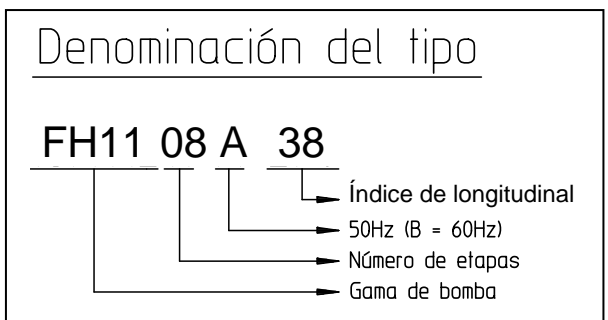 Denominación del tipo
FH11 08 A 38
Índice de longitudinal
50Hz (B = 60Hz)
Número de etapas
Gama de bomba